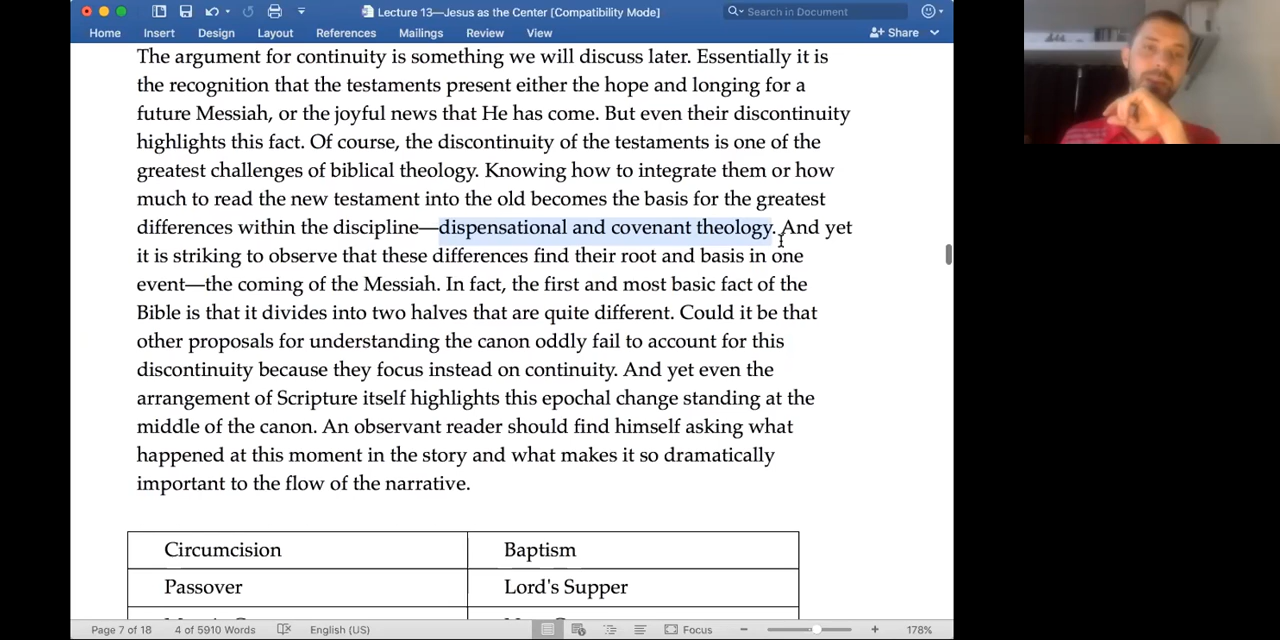 Lecture 13—Jesus as the Center [Compatibility Mode]
Search in Document
Home Insert Design Layout References Mailings Review View
Share
The argument for continuity is something we will discuss later. Essentially it is
the recognition that the testaments present either the hope and longing for a
future Messiah, or the joyful news that He has come. But even their discontinuity
highlights this fact. Of course, the discontinuity of the testaments is one of the
greatest challenges of biblical theology. Knowing how to integrate them or how
much to read the new testament into the old becomes the basis for the greatest
differences within the discipline—dispensational and covenant theology. And yet
it is striking to observe that these differences find their root and basis in one
event—the coming of the Messiah. In fact, the first and most basic fact of the
Bible is that it divides into two halves that are quite different. Could it be that
other proposals for understanding the canon oddly fail to account for this
discontinuity because they focus instead on continuity. And yet even the
arrangement of Scripture itself highlights this epochal change standing at the
middle of the canon. An observant reader should find himself asking what
happened at this moment in the story and what makes it so dramatically
important to the flow of the narrative.
Circumcision Baptism
Passover Lord's Supper
Page 7 of 18 4 of 5910 Words English (US) Focus 178%